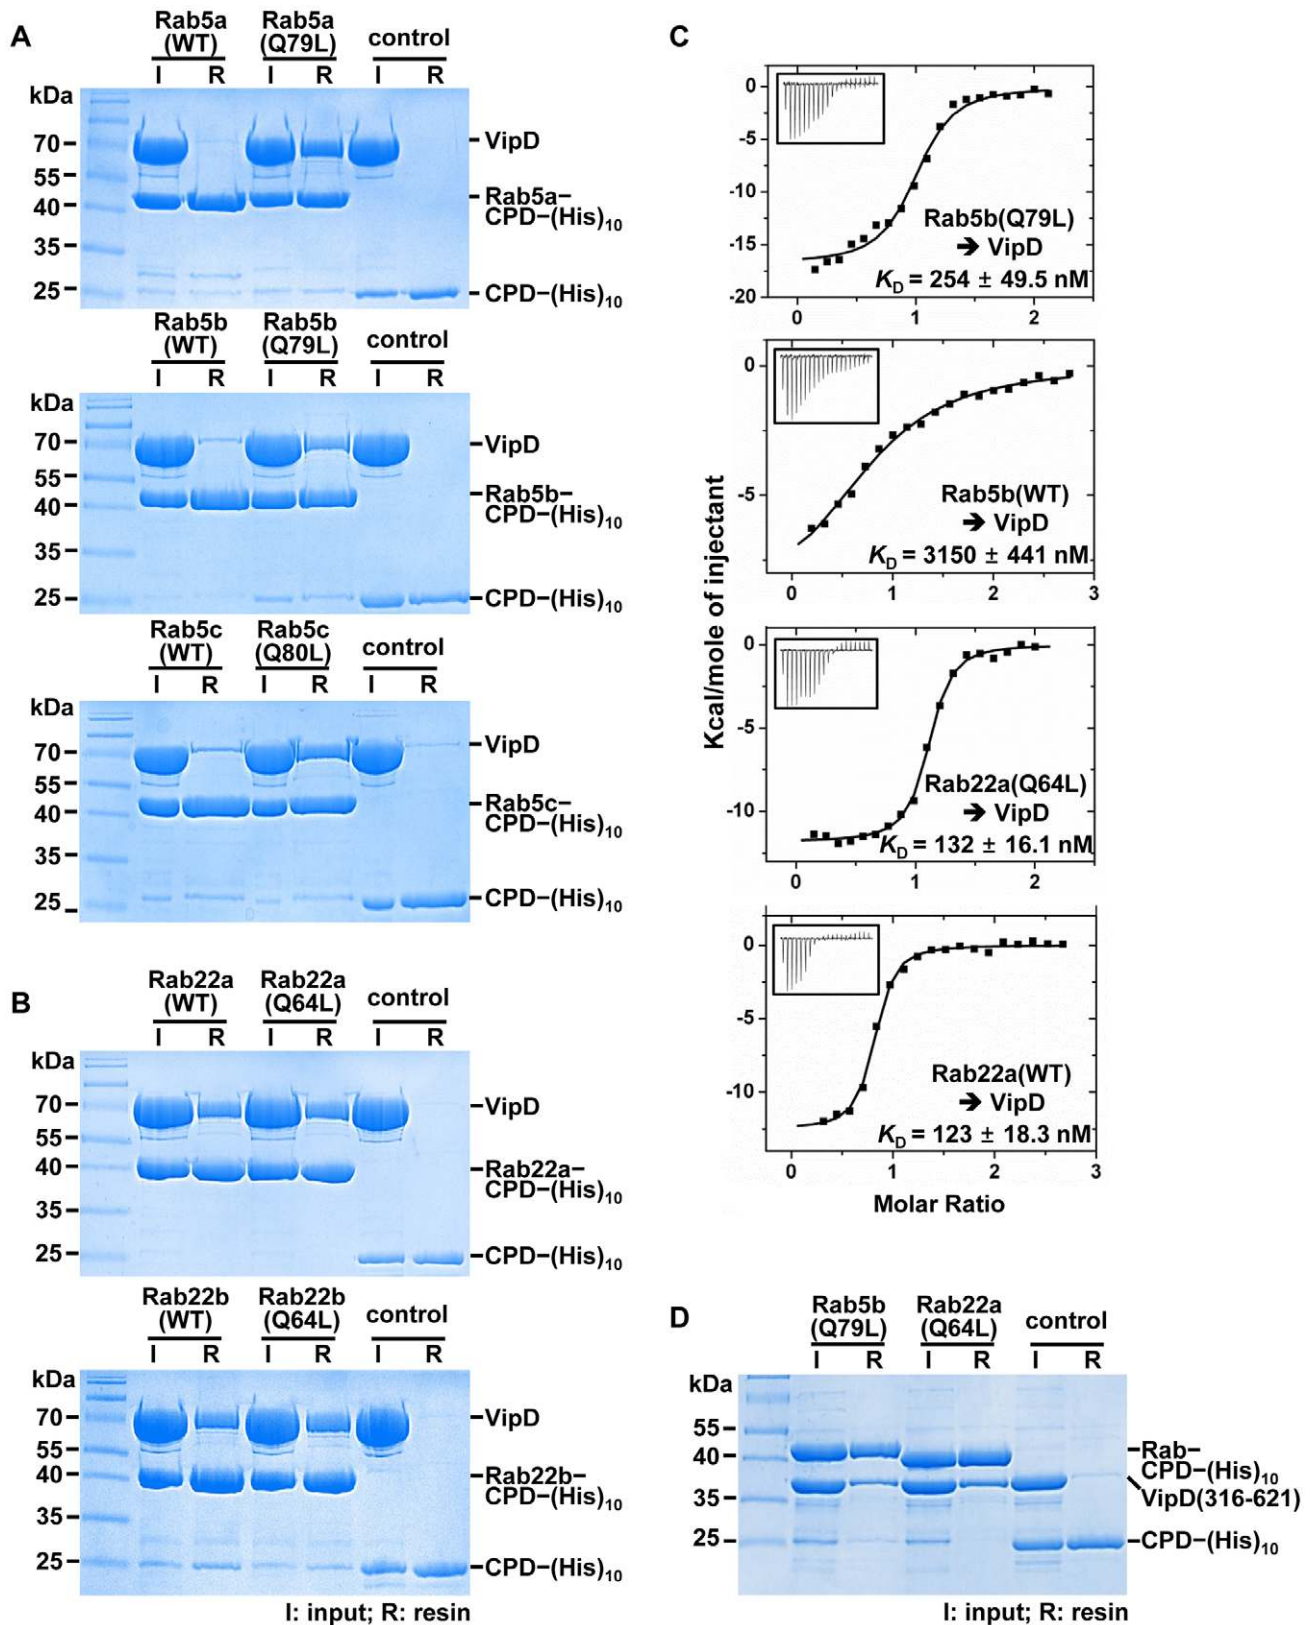 A
Rab5a
(WT)
Rab5a
(Q79L)
control
I R I R I R
kDa
70
55
40
35
25
VipD
Rab5a–
CPD–(His)10
CPD–(His)10
Rab5b
(WT)
Rab5b
(Q79L)
control
I R I R I R
kDa
70
55
40
35
25
VipD
Rab5b–
CPD–(His)10
CPD–(His)10
Rab5c
(WT)
Rab5c
(Q80L)
control
I R I R I R
kDa
70
55
40
35
25
VipD
Rab5c–
CPD–(His)10
CPD–(His)10
B
Rab22a
(WT)
Rab22a
(Q64L)
control
I R I R I R
kDa
70
55
40
35
25
VipD
Rab22a–
CPD–(His)10
CPD–(His)10
Rab22b
(WT)
Rab22b
(Q64L)
control
I R I R I R
kDa
70
55
40
35
25
VipD
Rab22b–
CPD–(His)10
CPD–(His)10
I: input; R: resin
C
Kcal/mole of injectant
0
-5
-10
-15
-20
Rab5b(Q79L)
➔ VipD
KD = 254 ± 49.5 nM
0 1 2
0
-5
Rab5b(WT)
➔ VipD
KD = 3150 ± 441 nM
0 1 2 3
0
-5
-10
Rab22a(Q64L)
➔ VipD
KD = 132 ± 16.1 nM
0 1 2
0
-5
-10
Rab22a(WT)
➔ VipD
KD = 123 ± 18.3 nM
0 1 2 3
Molar Ratio
D
Rab5b
(Q79L)
Rab22a
(Q64L)
control
I R I R I R
kDa
55
40
35
25
Rab–
CPD–(His)10
VipD(316-621)
CPD–(His)10
I: input; R: resin